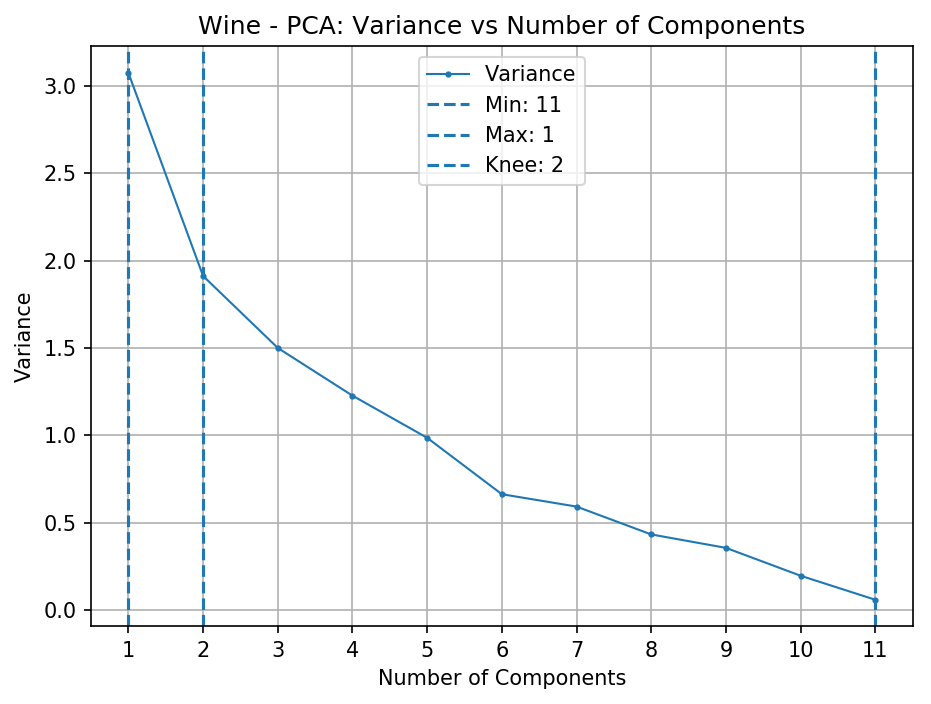 Wine - PCA: Variance vs Number of Components
Variance
Min: 11
Max: 1
Knee: 2
3.0
2.5
2.0
1.5
1.0
0.5
0.0
Variance
1 2 3 4 5 6 7 8 9 10 11
Number of Components